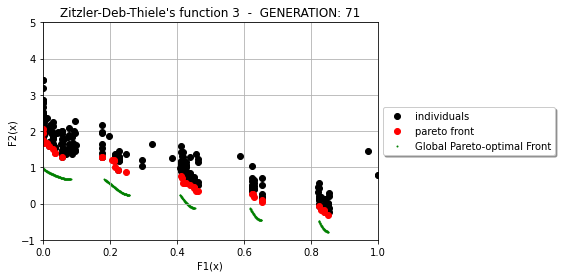 Zitzler-Deb-Thiele's function 3 - GENERATION: 71
5
4
3
2
1
0
−1
F2(x)
0.0 0.2 0.4 0.6 0.8 1.0
F1(x)
individuals
pareto front
Global Pareto-optimal Front